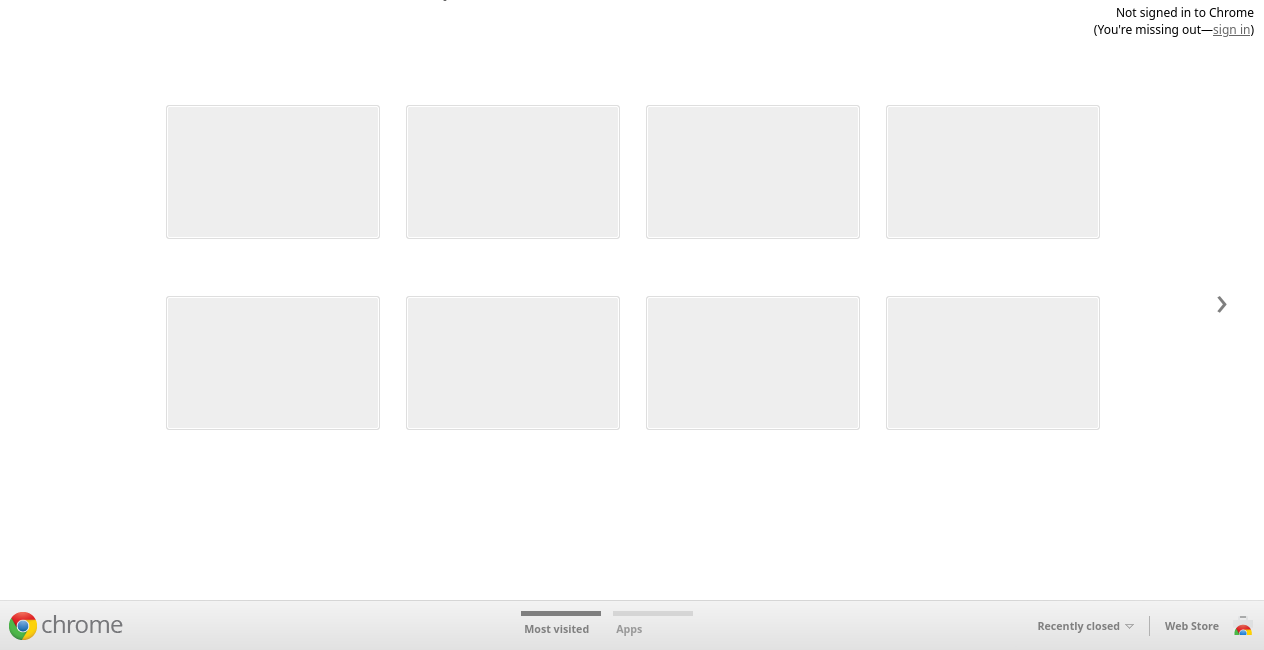 Not signed in to Chrome
(You're missing out—sign in)
chrome
Most visited
Apps
Recently closed
Web Store